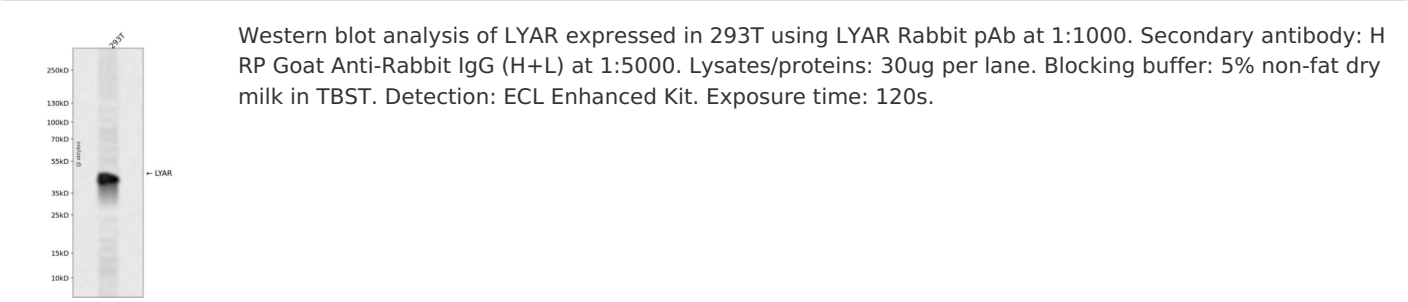 293T
Western blot analysis of LYAR expressed in 293T using LYAR Rabbit pAb at 1:1000. Secondary antibody: H
RP Goat Anti-Rabbit IgG (H+L) at 1:5000. Lysates/proteins: 30ug per lane. Blocking buffer: 5% non-fat dry
milk in TBST. Detection: ECL Enhanced Kit. Exposure time: 120s.
250kD
130kD
100kD
70kD
55kD
← LYAR
35kD
25kD
15kD
10kD